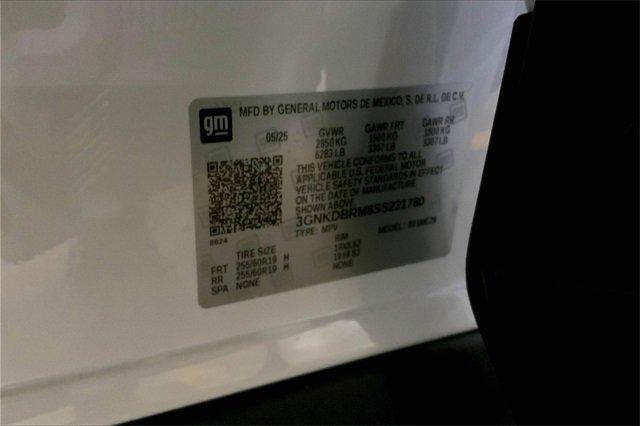 gm
MFD BY GENERAL MOTORS DE MEXICO, S. DE R.L. DE C.V.
05/25 GVWR GAWR FRT GAWR RR
2850 KG 1500 KG 1500 KG
6283 LB 3307 LB 3307 LB
THIS VEHICLE CONFORMS TO ALL
APPLICABLE U.S. FEDERAL MOTOR
VEHICLE SAFETY STANDARDS IN EFFECT
ON THE DATE OF MANUFACTURE
SHOWN ABOVE.
3GNKDBRM8SS231780
TYPE: MPV MODEL:
8624
TIRE SIZE RIM
FRT 255/60R19 H 19X8.5J
RR 255/60R19 H 19X8.5J
SPA NONE NONE